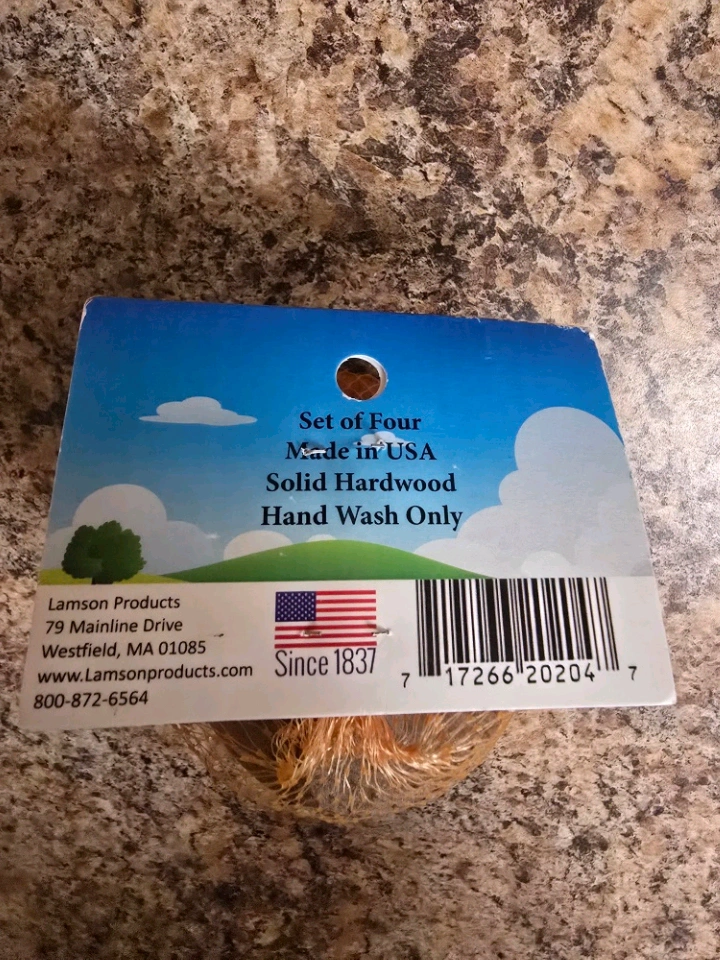 Set of Four
Made in USA
Solid Hardwood
Hand Wash Only
Lamson Products
79 Mainline Drive
Westfield, MA 01085
www.Lamsonproducts.com
800-872-6564
Since 1837
7 17266 20204 7